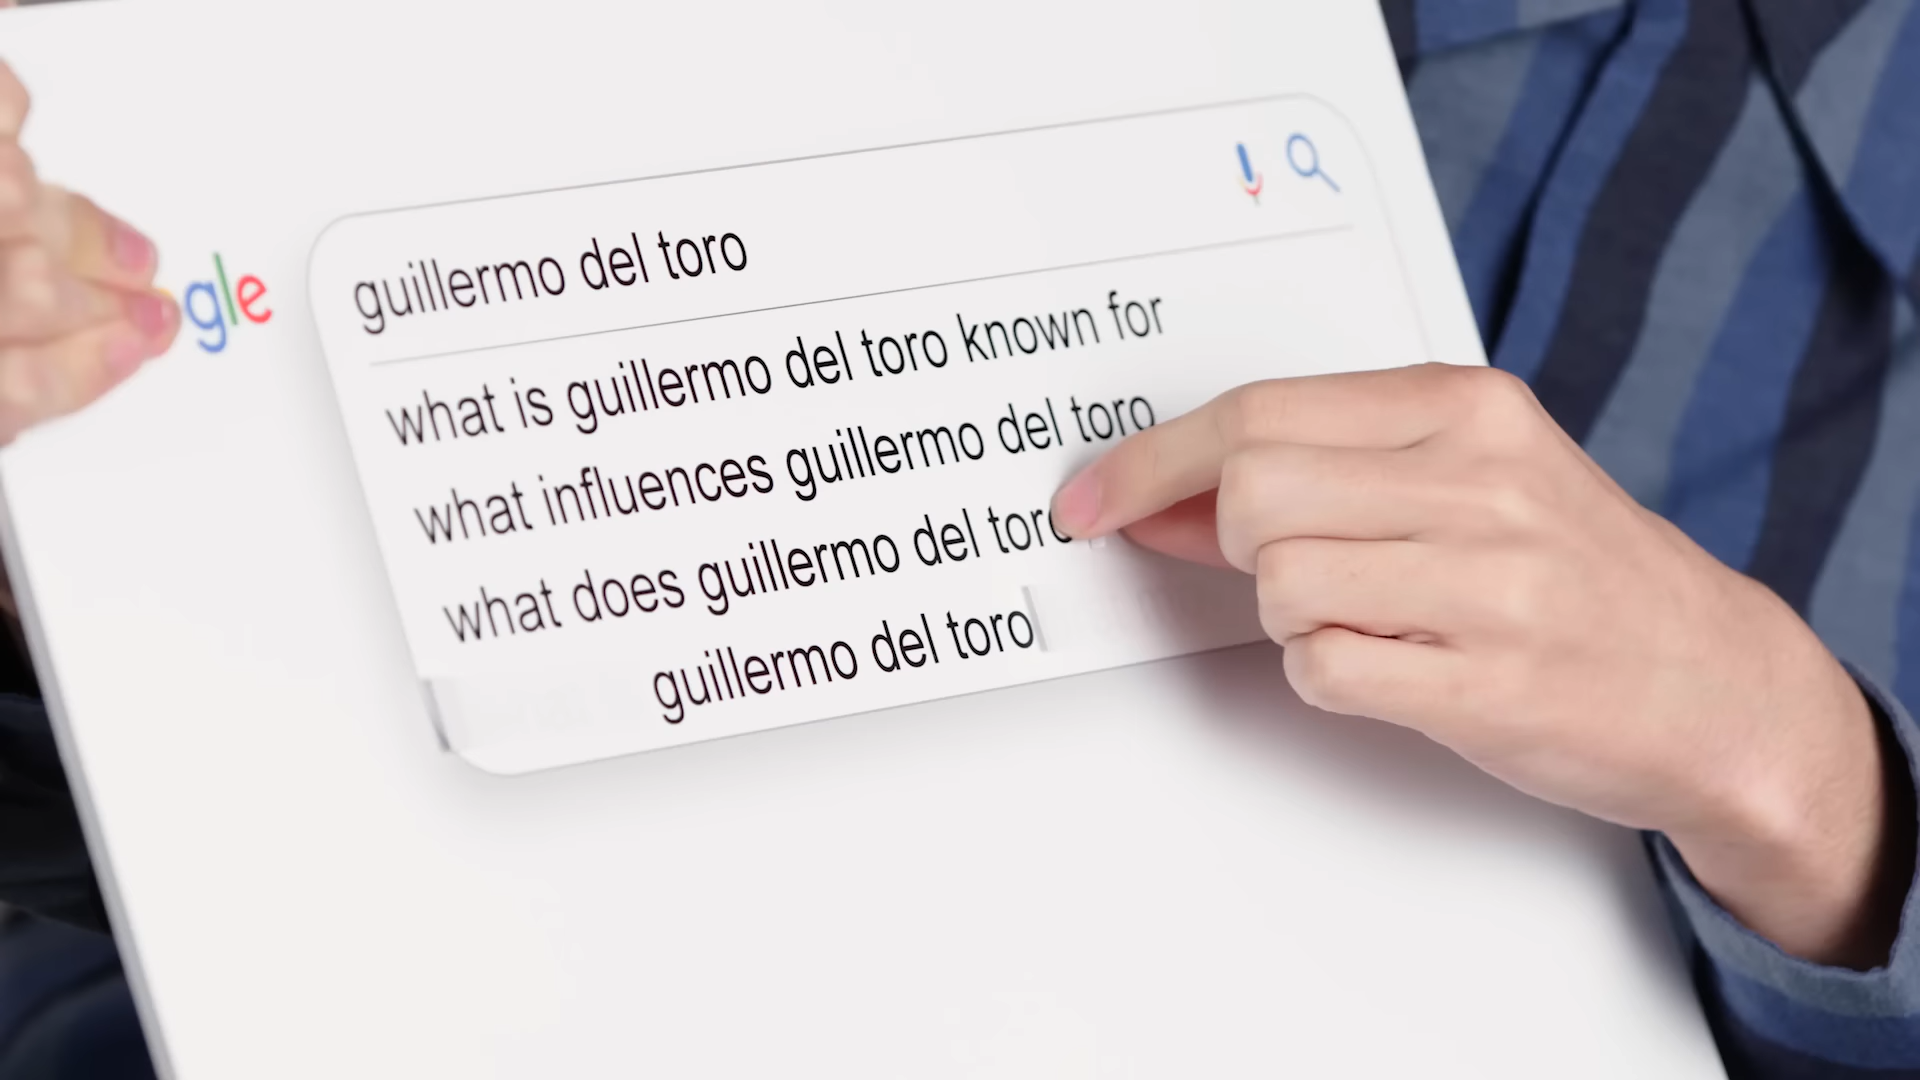 gle
guillermo del toro
what is guillermo del toro known for
what influences guillermo del toro
what does guillermo del toro
guillermo del toro